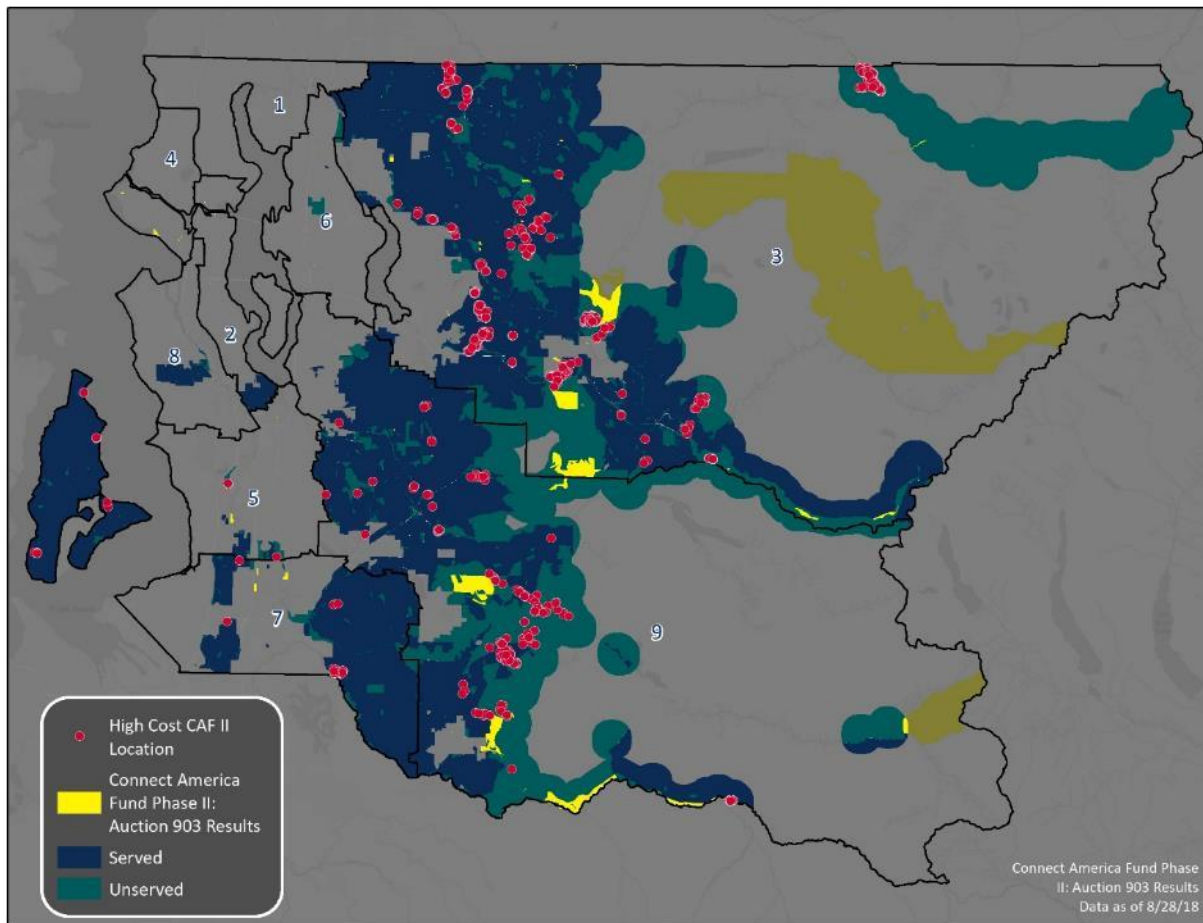 1
4
6
3
2
8
5
7
9
High Cost CAF II
Location
Connect America
Fund Phase II:
Auction 903 Results
Served
Unserved
Connect America Fund Phase
II: Auction 903 Results
Data as of 8/28/18